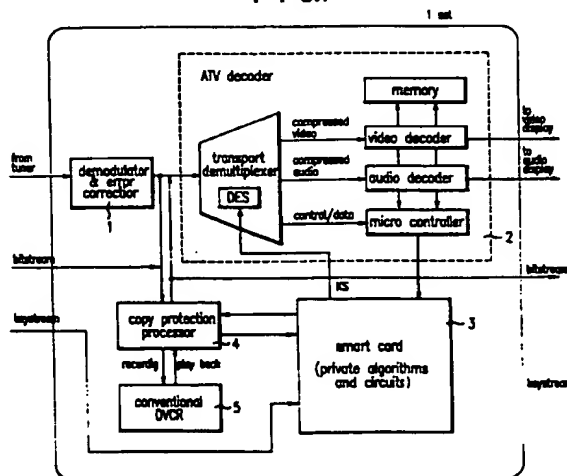 1 set
ATV decoder
memory
to
video
display
compressed
video
video decoder
from
tuner
demodulator
& error
correction
1
transport
demultiplexer
DES
compressed
audio
audio decoder
to
audio
display
control/data
micro controller
2
bitstream
bitstream
KS
copy protection
processor
4
keystream
recordig
play back
conventional
DVCR
5
smart card
(private algorithms
and circuits)
3
keystream